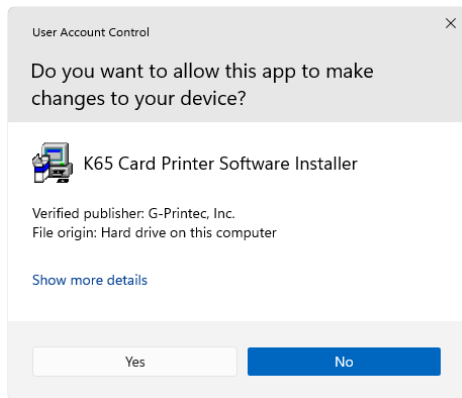 User Account Control
Do you want to allow this app to make
changes to your device?
K65 Card Printer Software Installer
Verified publisher: G-Printec, Inc.
File origin: Hard drive on this computer
Show more details
Yes
No